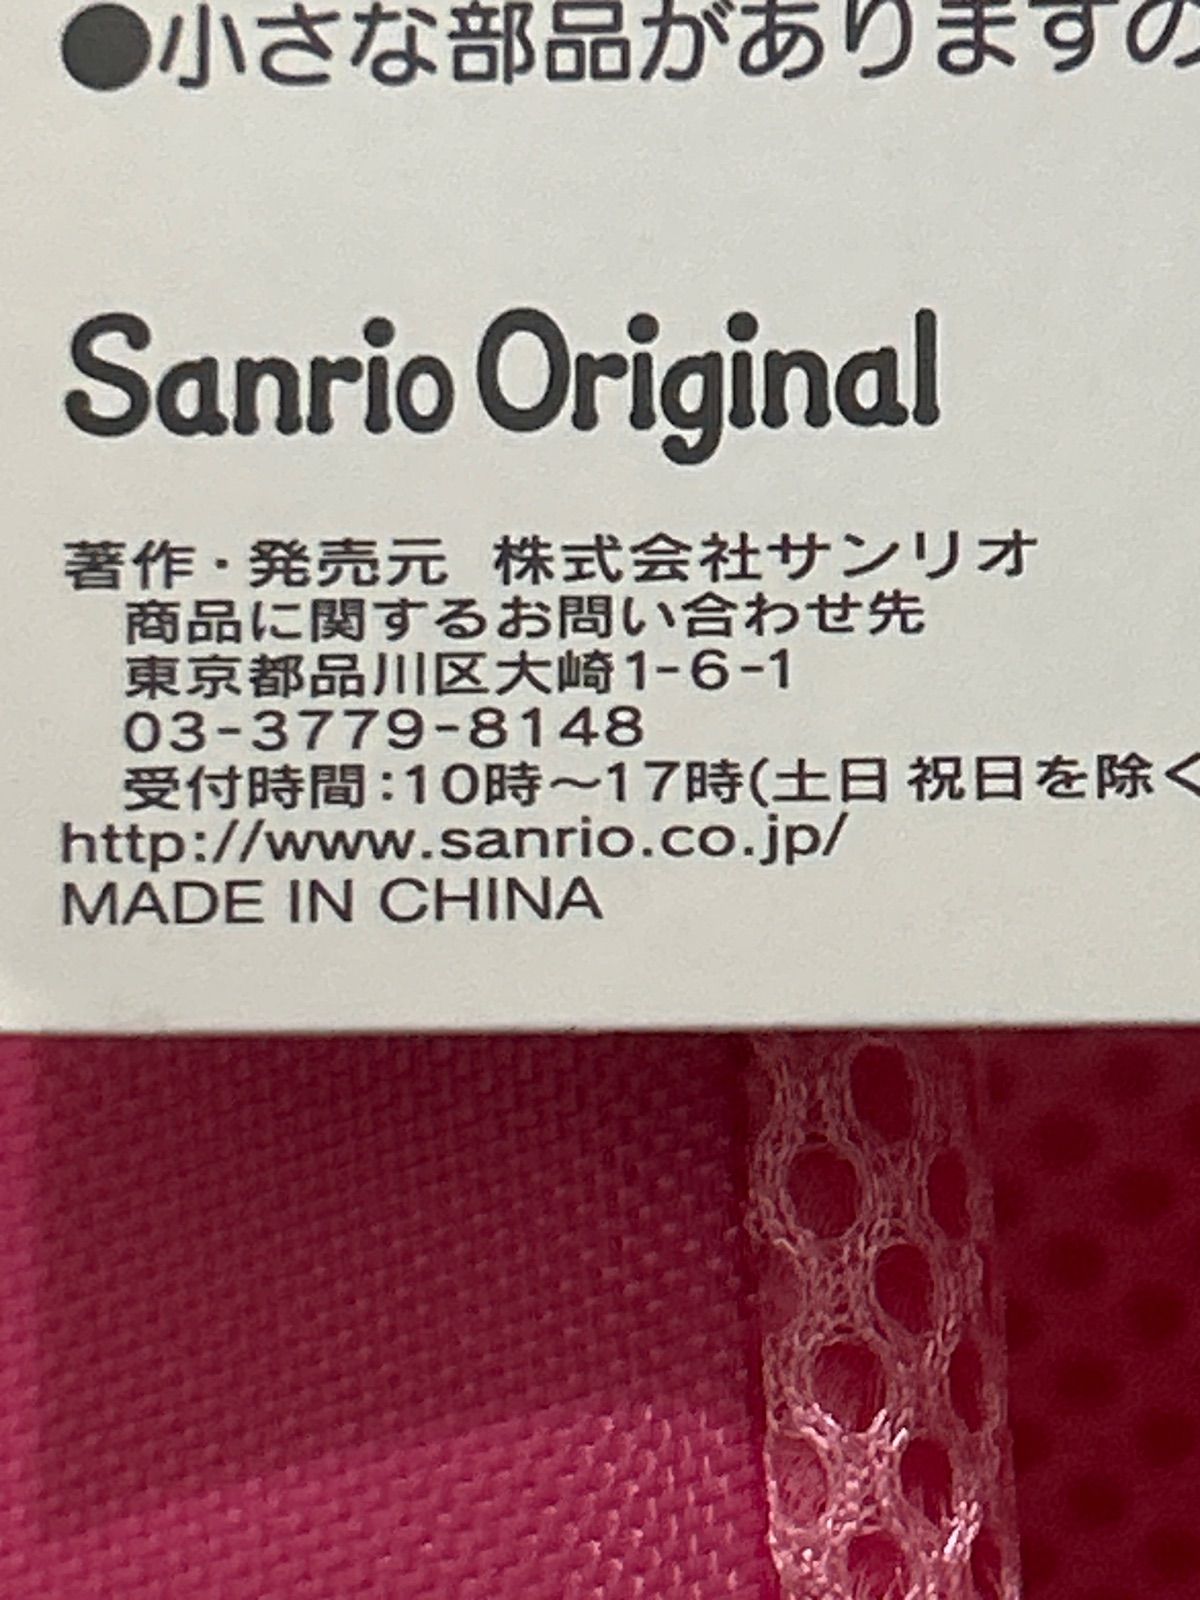 ●小さな部品がありますの
Sanrio Original
著作・発売元 株式会社サンリオ
商品に関するお問い合わせ先
東京都品川区大崎1-6-1
03-3779-8148
受付時間:10時～17時(土日 祝日を除く
http://www.sanrio.co.jp/
MADE IN CHINA